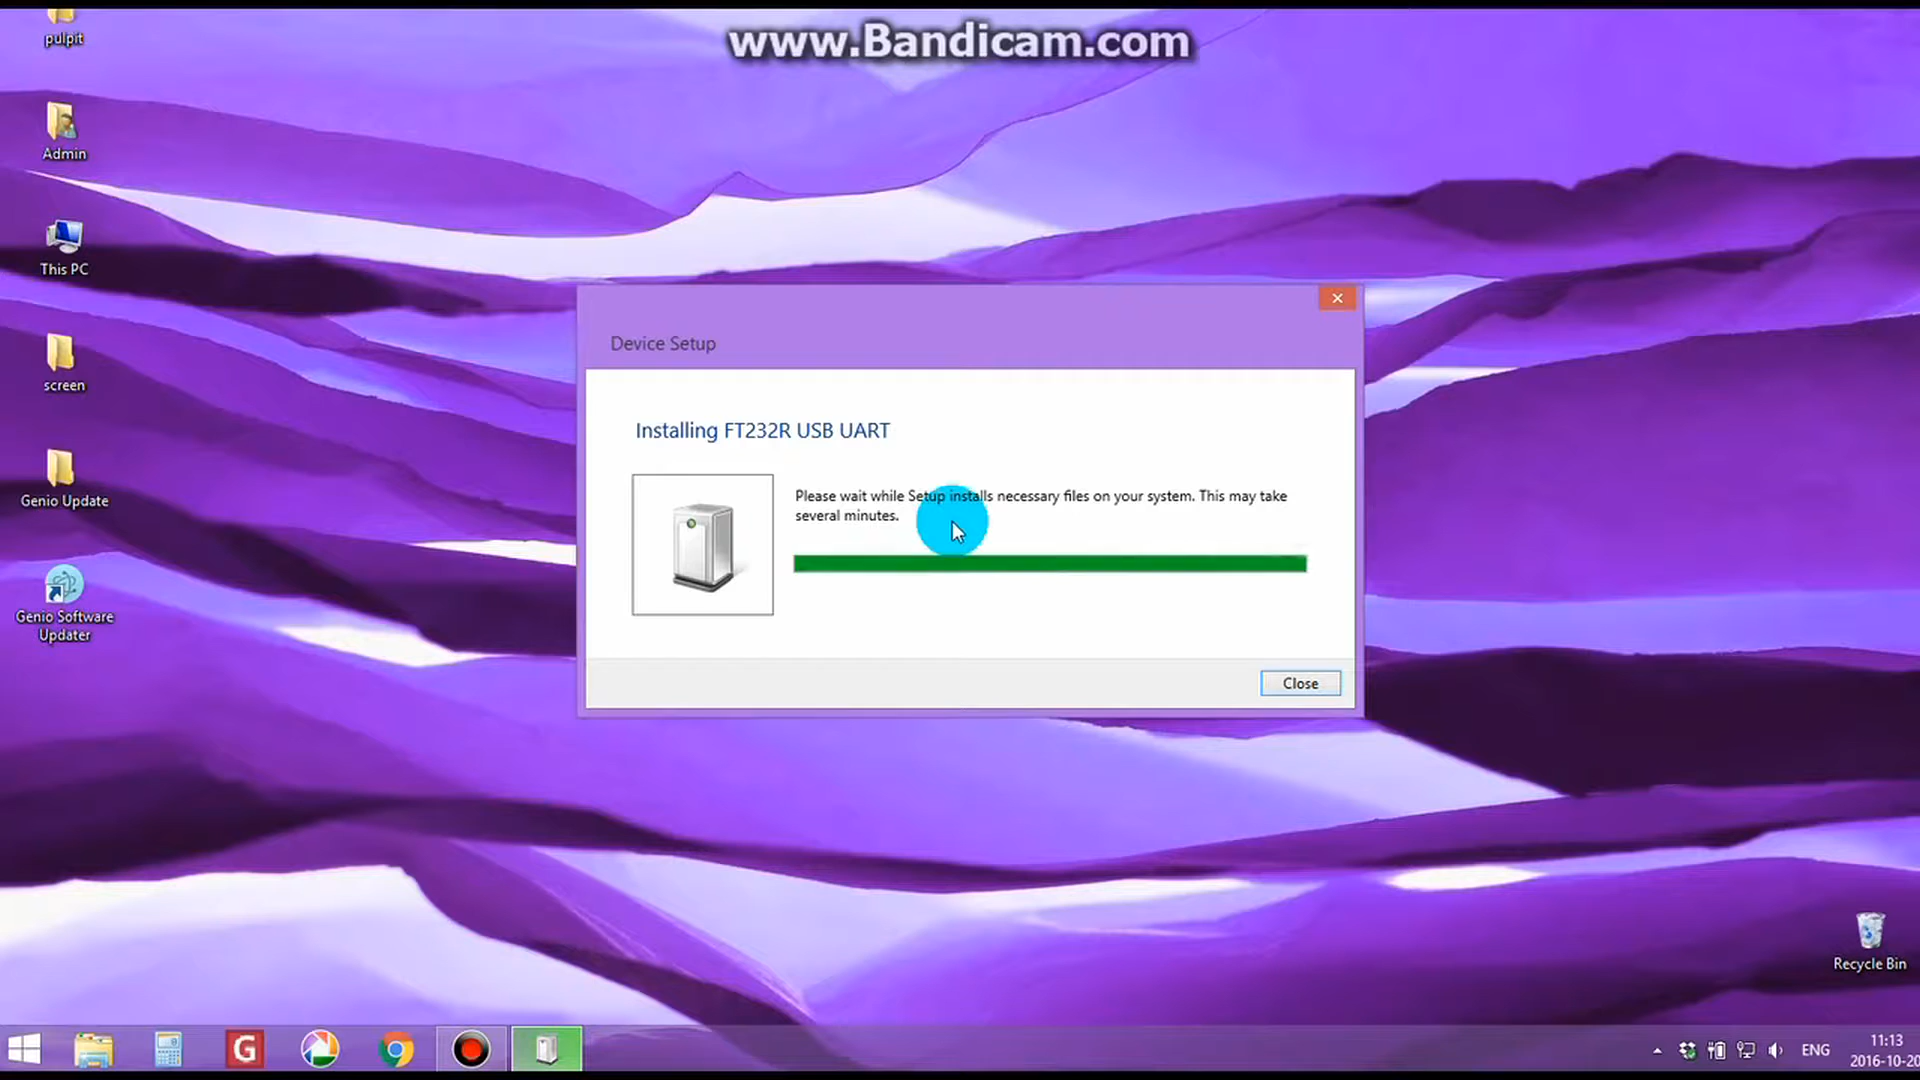 www.Bandicam.com
pulpit
Admin
This PC
screen
Genio Update
Genio Software
Updater
Device Setup
Installing FT232R USB UART
Please wait while Setup installs necessary files on your system. This may take
several minutes.
Close
Recycle Bin
G
ENG
11:13
2016-10-20